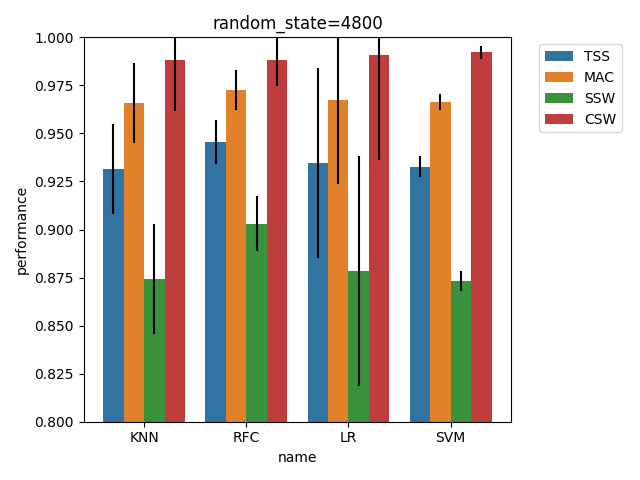 random_state=4800
1.000
0.975
0.950
0.925
0.900
0.875
0.850
0.825
0.800
performance
KNN RFC LR SVM
name
TSS
MAC
SSW
CSW